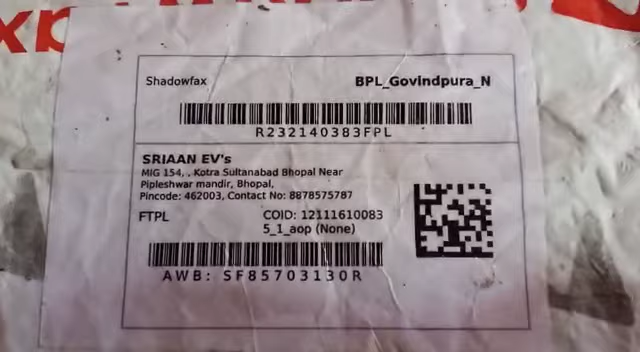 Shadowfax BPL_Govindpura_N
R232140383FPL
SRIAAN EV's
MIG 154, , Kotra Sultanabad Bhopal Near
Pipleshwar mandir, Bhopal,
Pincode: 462003, Contact No: 8878575787
FTPL COID: 12111610083
5_1_aop (None)
AWB: SF85703130R